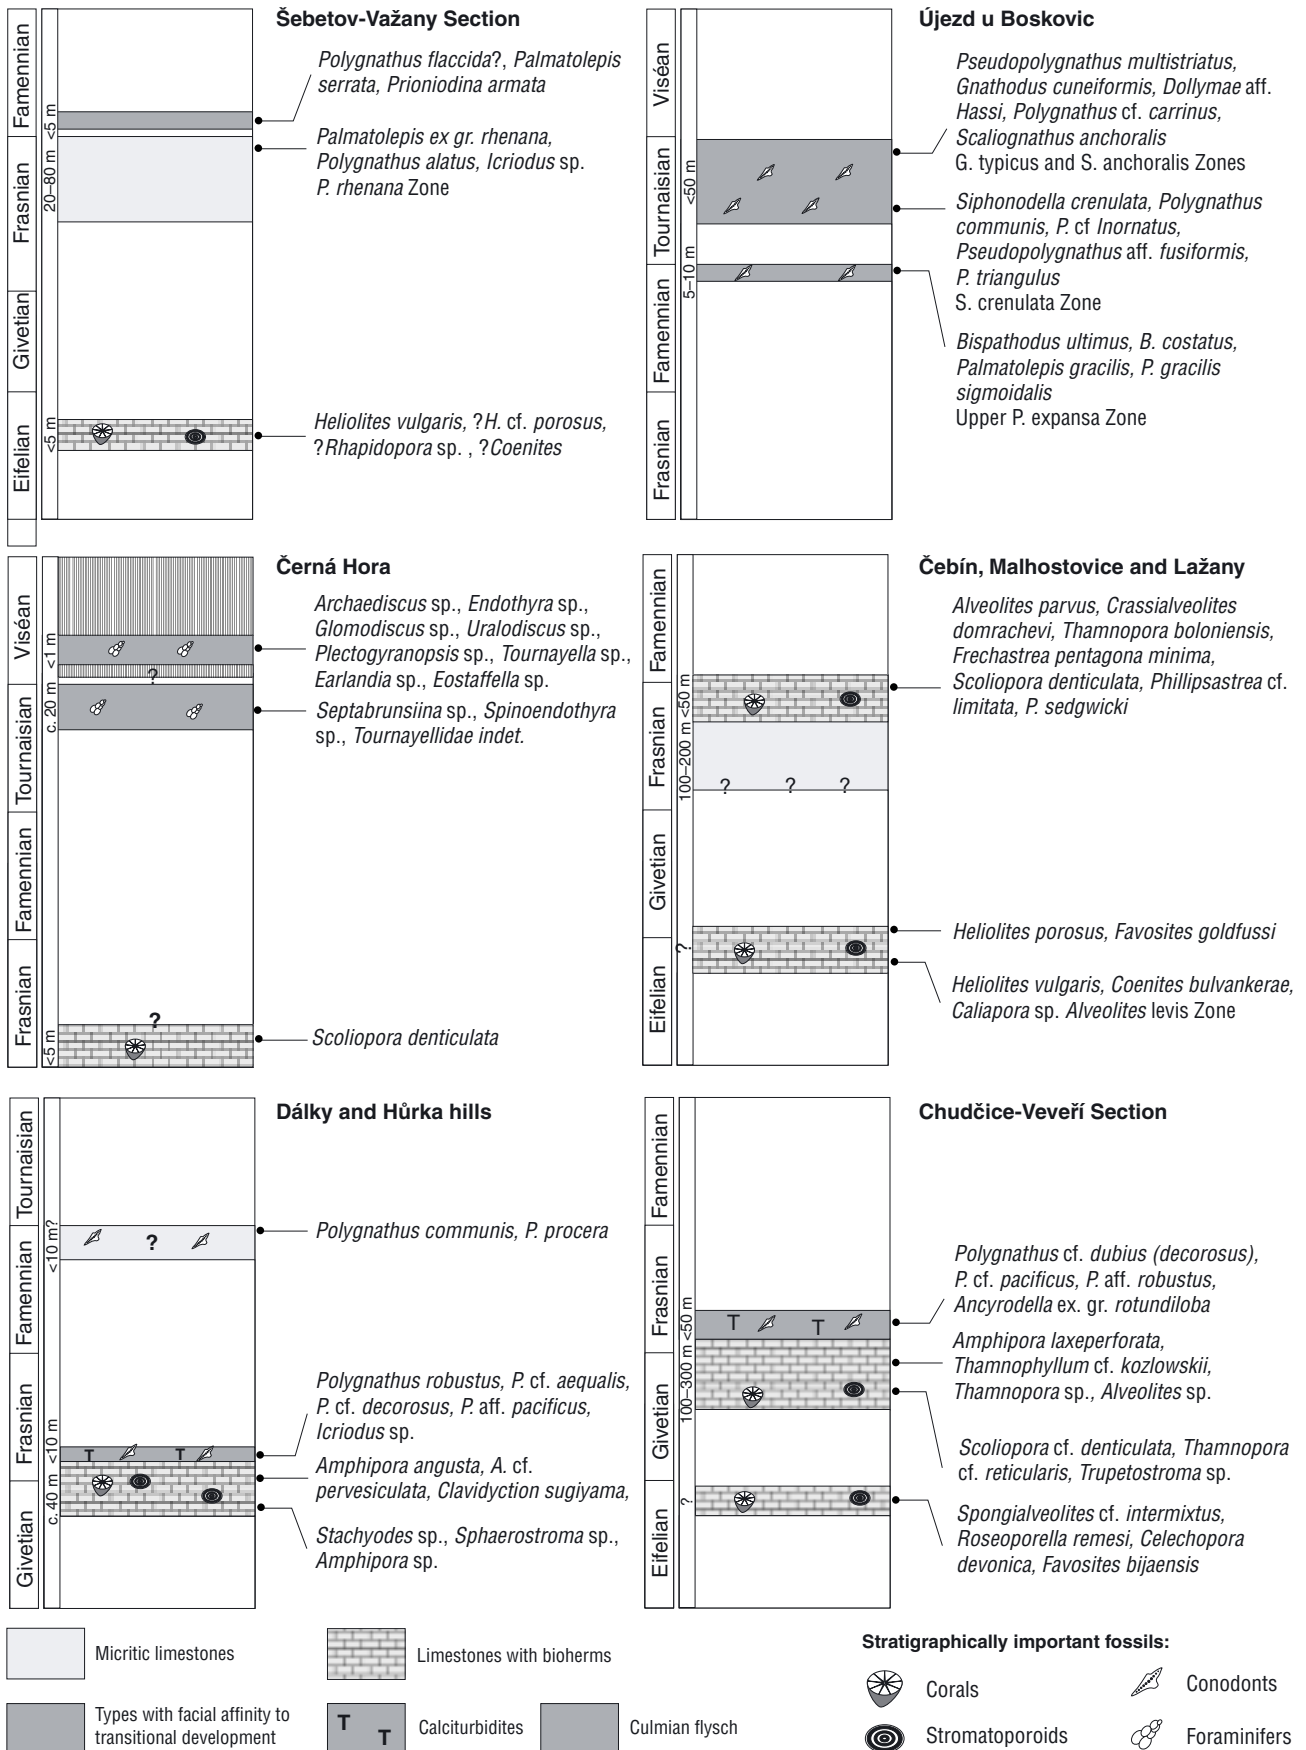 Šebetov-Važany Section
Famennian
Frasnian
Givetian
Eifelian
<5 m
20–80 m
<5 m
Polygnathus flaccida?, Palmatolepis
serrata, Prioniodina armata
Palmatolepis ex gr. rhenana,
Polygnathus alatus, Icriodus sp.
P. rhenana Zone
Heliolites vulgaris, ?H. cf. porosus,
?Rhapidopora sp. , ?Coenites
Újezd u Boskovic
Viséan
Tournaisian
Famennian
Frasnian
<50 m
5–10 m
Pseudopolygnathus multistriatus,
Gnathodus cuneiformis, Dollymae aff.
Hassi, Polygnathus cf. carrinus,
Scaliognathus anchoralis
G. typicus and S. anchoralis Zones
Siphonodella crenulata, Polygnathus
communis, P. cf Inornatus,
Pseudopolygnathus aff. fusiformis,
P. triangulus
S. crenulata Zone
Bispathodus ultimus, B. costatus,
Palmatolepis gracilis, P. gracilis
sigmoidalis
Upper P. expansa Zone
Černá Hora
Viséan
Tournaisian
Famennian
Frasnian
<1 m
c. 20 m
<5 m
?
?
Archaediscus sp., Endothyra sp.,
Glomodiscus sp., Uralodiscus sp.,
Plectogyranopsis sp., Tournayella sp.,
Earlandia sp., Eostaffella sp.
Septabrunsiina sp., Spinoendothyra
sp., Tournayellidae indet.
Scoliopora denticulata
Čebín, Malhostovice and Lažany
Famennian
Frasnian
Givetian
Eifelian
<50 m
100–200 m
?
? ? ?
Alveolites parvus, Crassialveolites
domrachevi, Thamnopora boloniensis,
Frechastrea pentagona minima,
Scoliopora denticulata, Phillipsastrea cf.
limitata, P. sedgwicki
Heliolites porosus, Favosites goldfussi
Heliolites vulgaris, Coenites bulvankerae,
Caliapora sp. Alveolites levis Zone
Dálky and Hůrka hills
Tournaisian
Famennian
Frasnian
Givetian
<10 m?
<10 m
c. 40 m
?
T T
Polygnathus communis, P. procera
Polygnathus robustus, P. cf. aequalis,
P. cf. decorosus, P. aff. pacificus,
Icriodus sp.
Amphipora angusta, A. cf.
pervesiculata, Clavidyction sugiyama,
Stachyodes sp., Sphaerostroma sp.,
Amphipora sp.
Chudčice-Veveří Section
Famennian
Frasnian
Givetian
Eifelian
<50 m
100–300 m
?
T T
Polygnathus cf. dubius (decorosus),
P. cf. pacificus, P. aff. robustus,
Ancyrodella ex. gr. rotundiloba
Amphipora laxeperforata,
Thamnophyllum cf. kozlowskii,
Thamnopora sp., Alveolites sp.
Scoliopora cf. denticulata, Thamnopora
cf. reticularis, Trupetostroma sp.
Spongialveolites cf. intermixtus,
Roseoporella remesi, Celechopora
devonica, Favosites bijaensis
Micritic limestones
Limestones with bioherms
Types with facial affinity to
transitional development
T T
Calciturbidites
Culmian flysch
Stratigraphically important fossils:
Corals
Conodonts
Stromatoporoids
Foraminifers